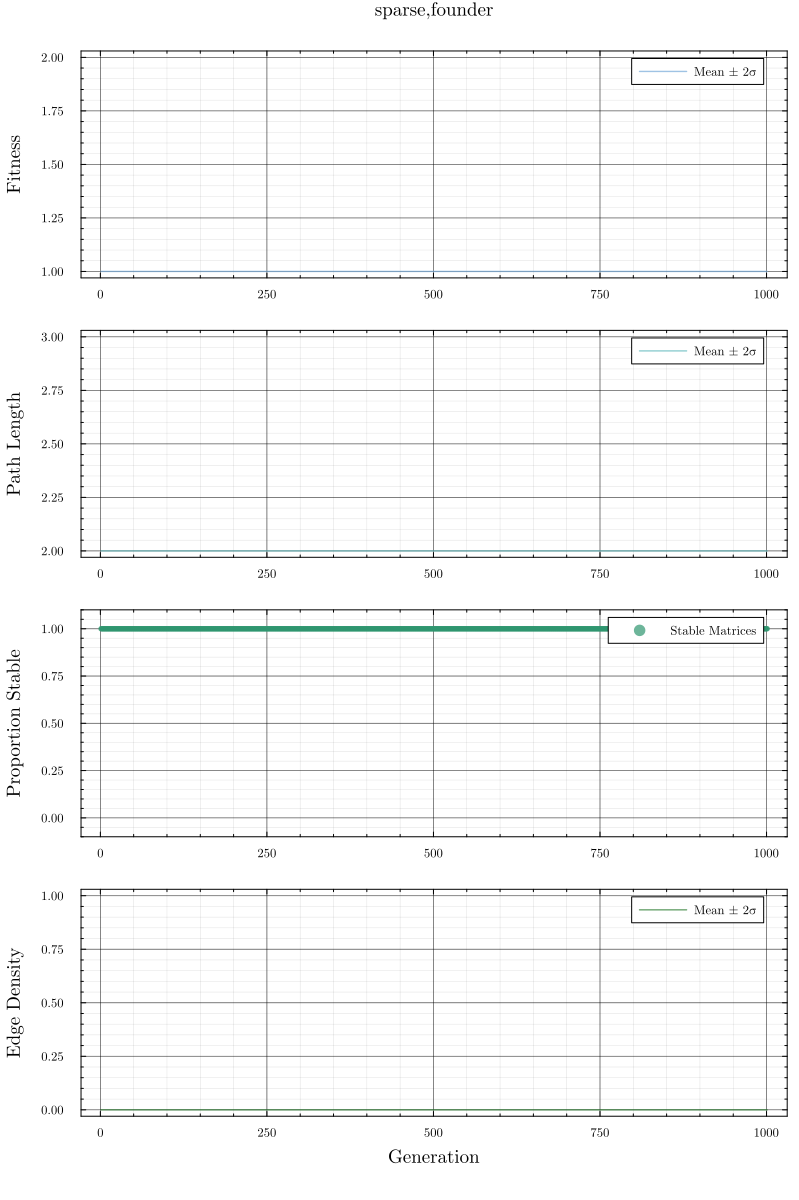 sparse,founder
2.00
1.75
1.50
1.25
1.00
Fitness
Mean ± 2σ
0 250 500 750 1000
3.00
2.75
2.50
2.25
2.00
Path Length
Mean ± 2σ
0 250 500 750 1000
1.00
0.75
0.50
0.25
0.00
Proportion Stable
Stable Matrices
0 250 500 750 1000
1.00
0.75
0.50
0.25
0.00
Edge Density
Mean ± 2σ
0 250 500 750 1000
Generation